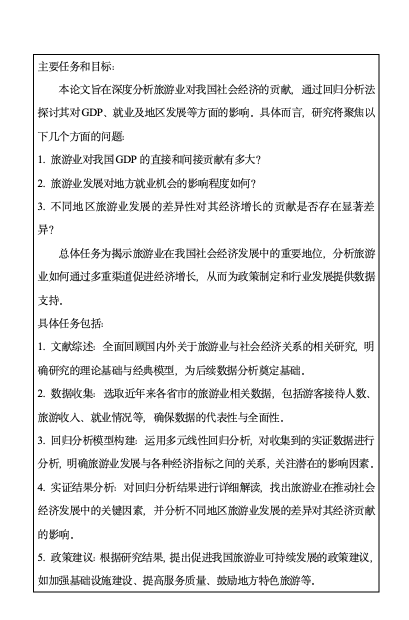 主要任务和目标：
本论文旨在深度分析旅游业对我国社会经济的贡献，通过回归分析法
探讨其对GDP、就业及地区发展等方面的影响。具体而言，研究将聚焦以
下几个方面的问题:
1. 旅游业对我国GDP 的直接和间接贡献有多大?
2. 旅游业发展对地方就业机会的影响程度如何?
3. 不同地区旅游业发展的差异性对其经济增长的贡献是否存在显著差
异?
总体任务为揭示旅游业在我国社会经济发展中的重要地位，分析旅游
业如何通过多重渠道促进经济增长，从而为政策制定和行业发展提供数据
支持。
具体任务包括:
1. 文献综述：全面回顾国内外关于旅游业与社会经济关系的相关研究，明
确研究的理论基础与经典模型，为后续数据分析奠定基础。
2. 数据收集：选取近年来各省市的旅游业相关数据，包括游客接待人数、
旅游收入、就业情况等，确保数据的代表性与全面性。
3. 回归分析模型构建：运用多元线性回归分析，对收集到的实证数据进行
分析，明确旅游业发展与各种经济指标之间的关系，关注潜在的影响因素。
4. 实证结果分析：对回归分析结果进行详细解读，找出旅游业在推动社会
经济发展中的关键因素，并分析不同地区旅游业发展的差异对其经济贡献
的影响。
5. 政策建议：根据研究结果，提出促进我国旅游业可持续发展的政策建议，
如加强基础设施建设、提高服务质量、鼓励地方特色旅游等。